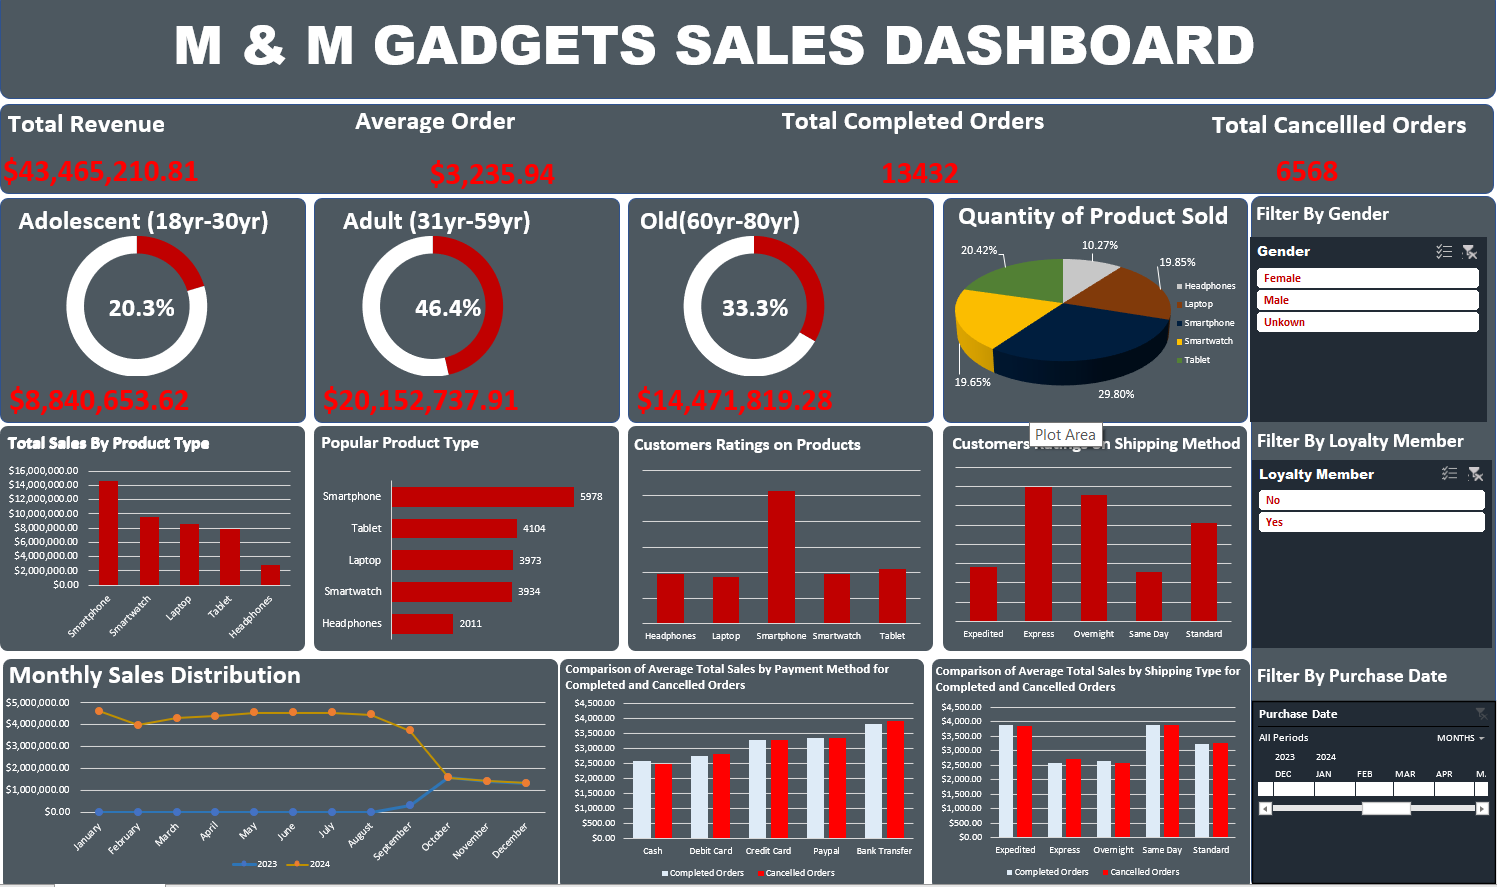 M & M GADGETS SALES DASHBOARD
Total Revenue
$43,465,210.81
Average Order
$3,235.94
Total Completed Orders
13432
Total Cancellled Orders
6568
Adolescent (18yr-30yr)
20.3%
$8,840,653.62
Adult (31yr-59yr)
46.4%
$20,152,737.91
Old(60yr-80yr)
33.3%
$14,471,819.28
Quantity of Product Sold
20.42%
10.27%
19.85%
19.65%
29.80%
Headphones
Laptop
Smartphone
Smartwatch
Tablet
Filter By Gender
Gender
Female
Male
Unkown
Total Sales By Product Type
$16,000,000.00
$14,000,000.00
$12,000,000.00
$10,000,000.00
$8,000,000.00
$6,000,000.00
$4,000,000.00
$2,000,000.00
$0.00
Smartphone
Smartwatch
Laptop
Tablet
Headphones
Popular Product Type
Smartphone 5978
Tablet 4104
Laptop 3973
Smartwatch 3934
Headphones 2011
Customers Ratings on Products
Headphones Laptop Smartphone Smartwatch Tablet
Plot Area
Customers Shipping Method
Expedited Express Overnight Same Day Standard
Filter By Loyalty Member
Loyalty Member
No
Yes
Monthly Sales Distribution
$5,000,000.00
$4,000,000.00
$3,000,000.00
$2,000,000.00
$1,000,000.00
$0.00
January
February
March
April
May
June
July
August
September
October
November
December
2023 2024
Comparison of Average Total Sales by Payment Method for
Completed and Cancelled Orders
$4,500.00
$4,000.00
$3,500.00
$3,000.00
$2,500.00
$2,000.00
$1,500.00
$1,000.00
$500.00
$0.00
Cash Debit Card Credit Card Paypal Bank Transfer
Completed Orders Cancelled Orders
Comparison of Average Total Sales by Shipping Type for
Completed and Cancelled Orders
$4,500.00
$4,000.00
$3,500.00
$3,000.00
$2,500.00
$2,000.00
$1,500.00
$1,000.00
$500.00
$0.00
Expedited Express Overnight Same Day Standard
Completed Orders Cancelled Orders
Filter By Purchase Date
Purchase Date
All Periods MONTHS
2023 2024
DEC JAN FEB MAR APR M.